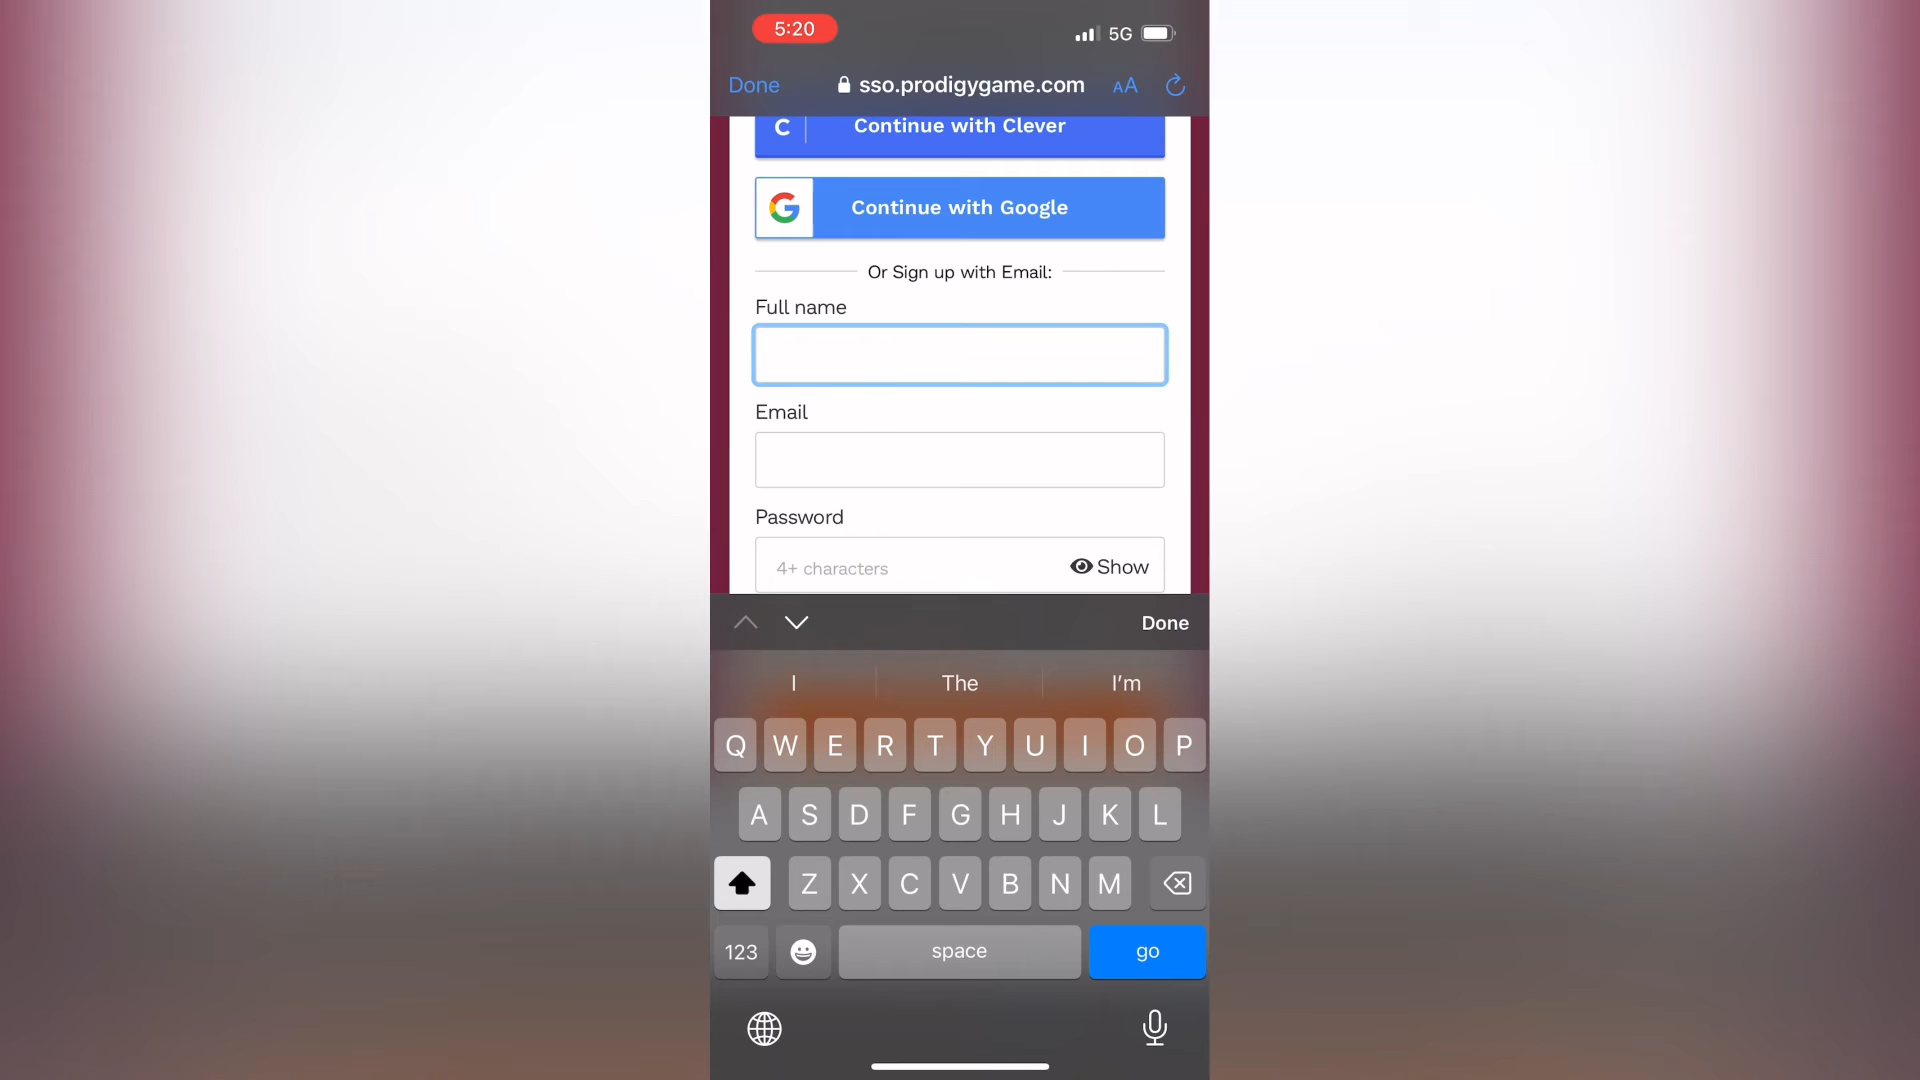 5:20
5G
Done
sso.prodigygame.com
AA
C
Continue with Clever
G
Continue with Google
Or Sign up with Email:
Full name
Email
Password
4+ characters
Show
Done
I
The
I'm
Q W E R T Y U I O P
A S D F G H J K L
Z X C V B N M
123
space
go